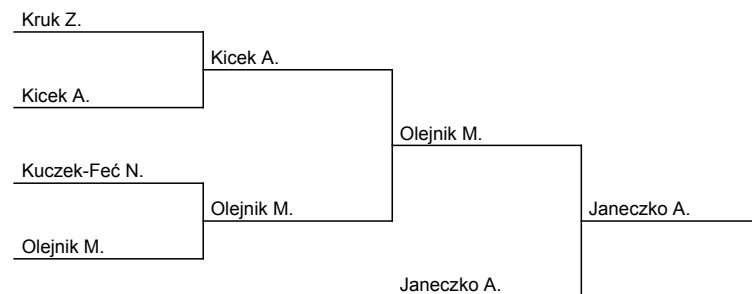 Kruk Z.
Kicek A.
Kicek A.
Olejnik M.
Kuczek-Feć N.
Olejnik M.
Janeczko A.
Olejnik M.
Janeczko A.